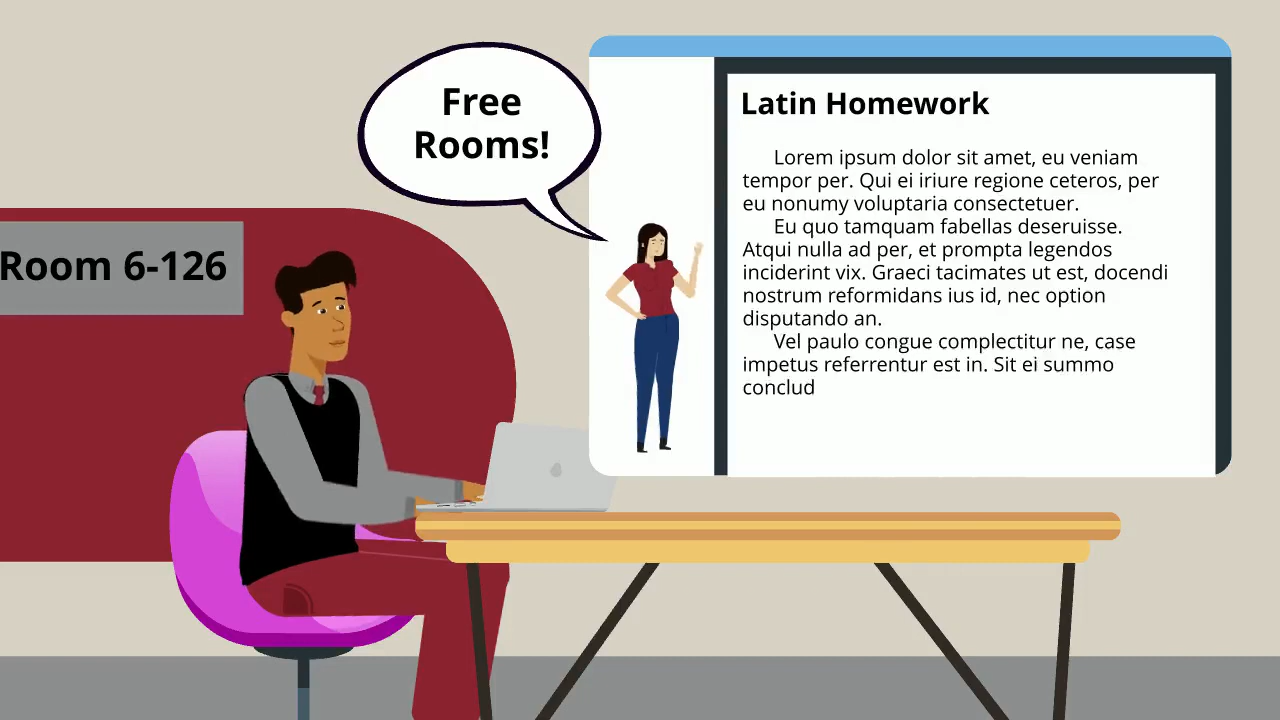 Free
Rooms!
Room 6-126
Latin Homework
Lorem ipsum dolor sit amet, eu veniam
tempor per. Qui ei iriure regione ceteros, per
eu nonumy voluptaria consectetuer.
Eu quo tamquam fabellas deseruisse.
Atqui nulla ad per, et prompta legendos
inciderint vix. Graeci tacimates ut est, docendi
nostrum reformidans ius id, nec option
disputando an.
Vel paulo congue complectitur ne, case
impetus referrentur est in. Sit ei summo
conclud